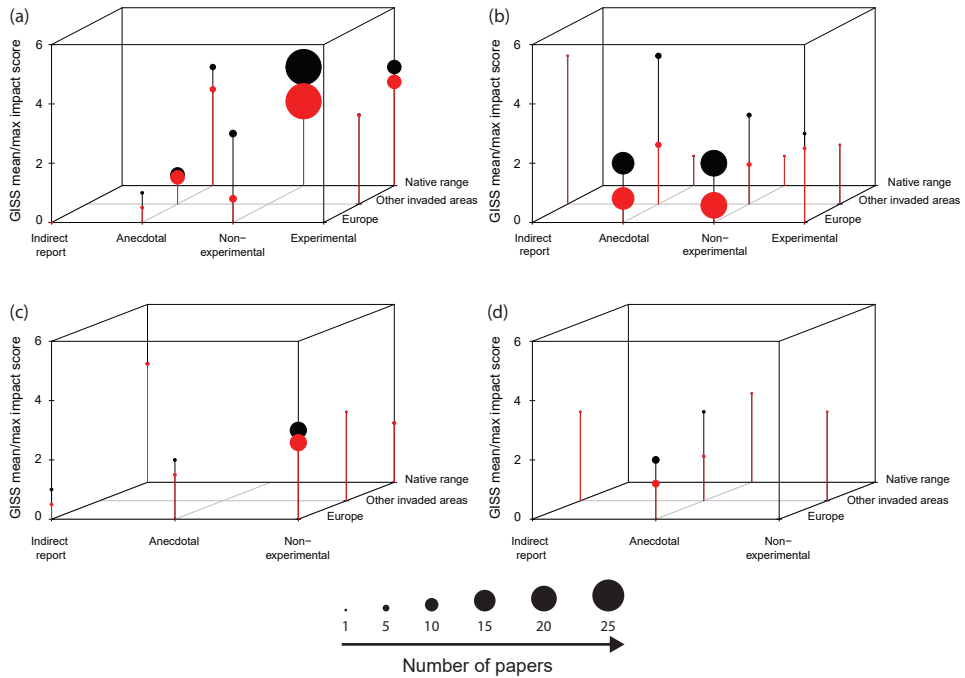 (a)
GISS mean/max impact score
6
4
2
0
Indirect
report
Anecdotal
Non−
experimental
Experimental
Native range
Other invaded areas
Europe
(b)
GISS mean/max impact score
6
4
2
0
Indirect
report
Anecdotal
Non−
experimental
Experimental
Native range
Other invaded areas
Europe
(c)
GISS mean/max impact score
6
4
2
0
Indirect
report
Anecdotal
Non−
experimental
Native range
Other invaded areas
Europe
(d)
GISS mean/max impact score
6
4
2
0
Indirect
report
Anecdotal
Non−
experimental
Native range
Other invaded areas
Europe
1 5 10 15 20 25
Number of papers